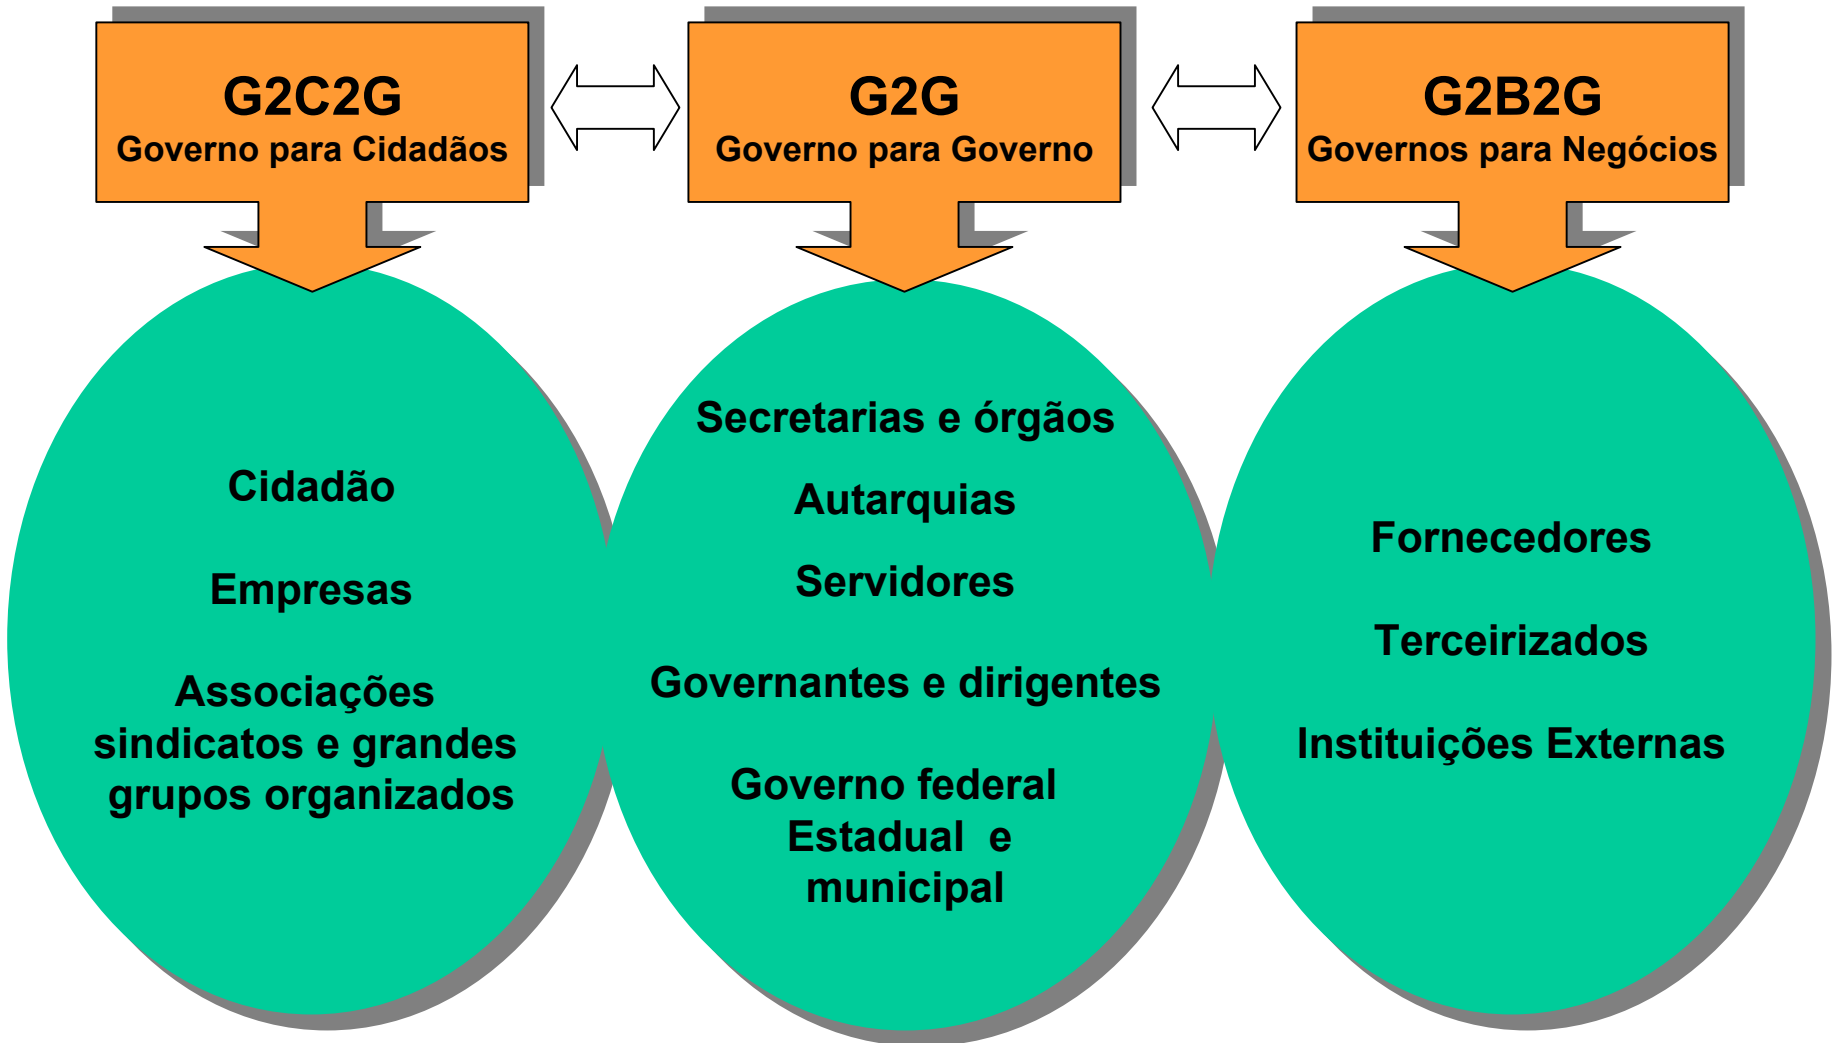 G2C2G
Governo para Cidadãos
G2G
Governo para Governo
G2B2G
Governos para Negócios
Cidadão
Empresas
Associações
sindicatos e grandes
grupos organizados
Secretarias e órgãos
Autarquias
Servidores
Governantes e dirigentes
Governo federal
Estadual e
municipal
Fornecedores
Terceirizados
Instituições Externas